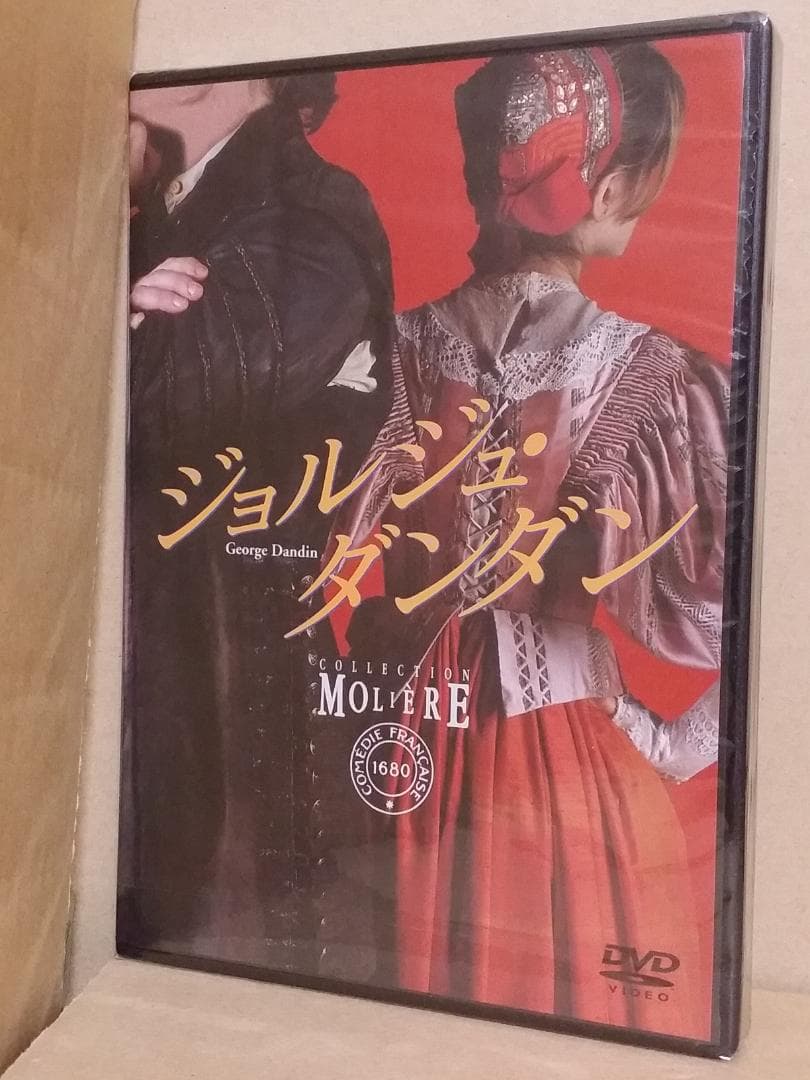 ジョルジュ・
ダンダン
George Dandin
COLLECTION
MOLIÈRE
COMÉDIE FRANÇAISE
1680
DVD
VIDEO